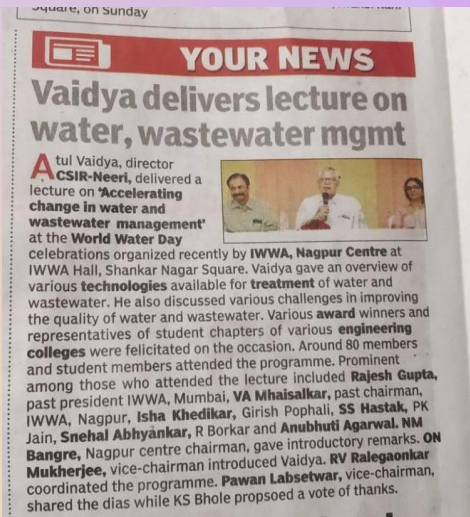 Square, on Sunday
YOUR NEWS
Vaidya delivers lecture on
water, wastewater mgmt
Atul Vaidya, director
CSIR-Neeri, delivered a
lecture on 'Accelerating
change in water and
wastewater management'
at the World Water Day
celebrations organized recently by IWWA, Nagpur Centre at
IWWA Hall, Shankar Nagar Square. Vaidya gave an overview of
various technologies available for treatment of water and
wastewater. He also discussed various challenges in improving
the quality of water and wastewater. Various award winners and
representatives of student chapters of various engineering
colleges were felicitated on the occasion. Around 80 members
and student members attended the programme. Prominent
among those who attended the lecture included Rajesh Gupta,
past president IWWA, Mumbai, VA Mhaisalkar, past chairman,
IWWA, Nagpur, Isha Khedikar, Girish Pophali, SS Hastak, PK
Jain, Snehal Abhyankar, R Borkar and Anubhuti Agarwal. NM
Bangre, Nagpur centre chairman, gave introductory remarks. ON
Mukherjee, vice-chairman introduced Vaidya. RV Ralegaonkar
coordinated the programme. Pawan Labsetwar, vice-chairman,
shared the dias while KS Bhole propsoed a vote of thanks.